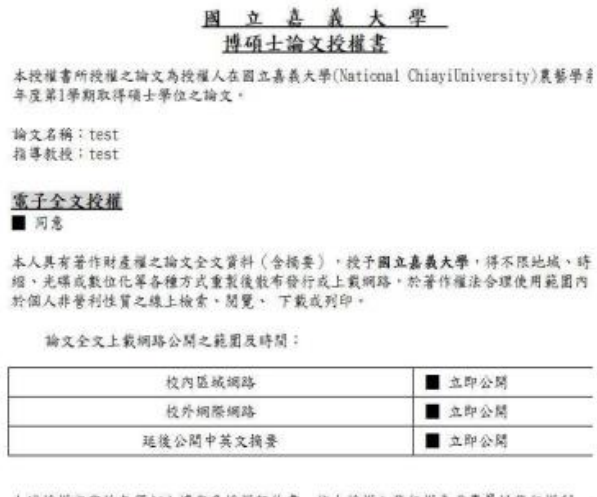 國立嘉義大學
博碩士論文授權書
本授權書所授權之論文為授權人在國立嘉義大學(National ChiayiUniversity)農藝學系
年度第1學期取得碩士學位之論文。
論文名稱：test
指導教授：test
電子全文授權
■ 同意
本人具有著作財產權之論文全文資料（含摘要），授予國立嘉義大學，得不限地域、時
縮、光碟或數位化等各種方式重製後散布發行或上載網路，於著作權法合理使用範圍內
於個人非營利性質之線上檢索、閱覽、 下載或列印。
論文全文上載網路公開之範圍及時間：
校內區域網路 ■ 立即公開
校外網際網路 ■ 立即公開
延後公開中英文摘要 ■ 立即公開